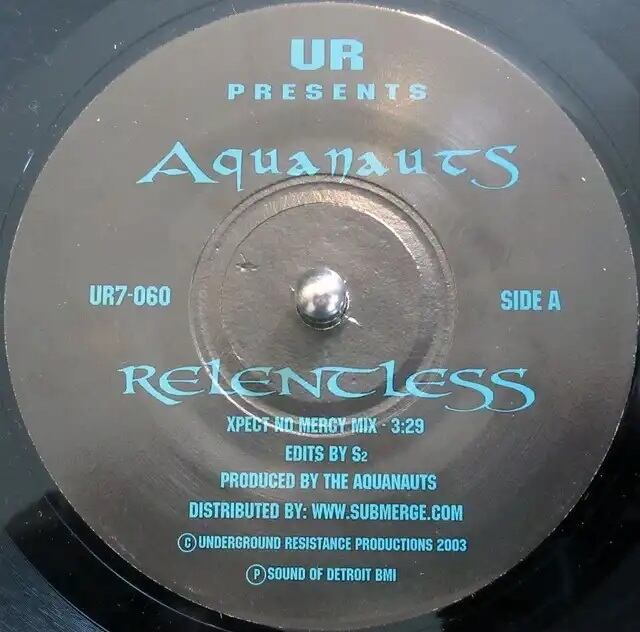 UR
PRESENTS
Aquanauts
UR7-060
SIDE A
RELENTLESS
XPECT NO MERCY MIX - 3:29
EDITS BY S2
PRODUCED BY THE AQUANAUTS
DISTRIBUTED BY: WWW.SUBMERGE.COM
Ⓒ UNDERGROUND RESISTANCE PRODUCTIONS 2003
Ⓟ SOUND OF DETROIT BMI